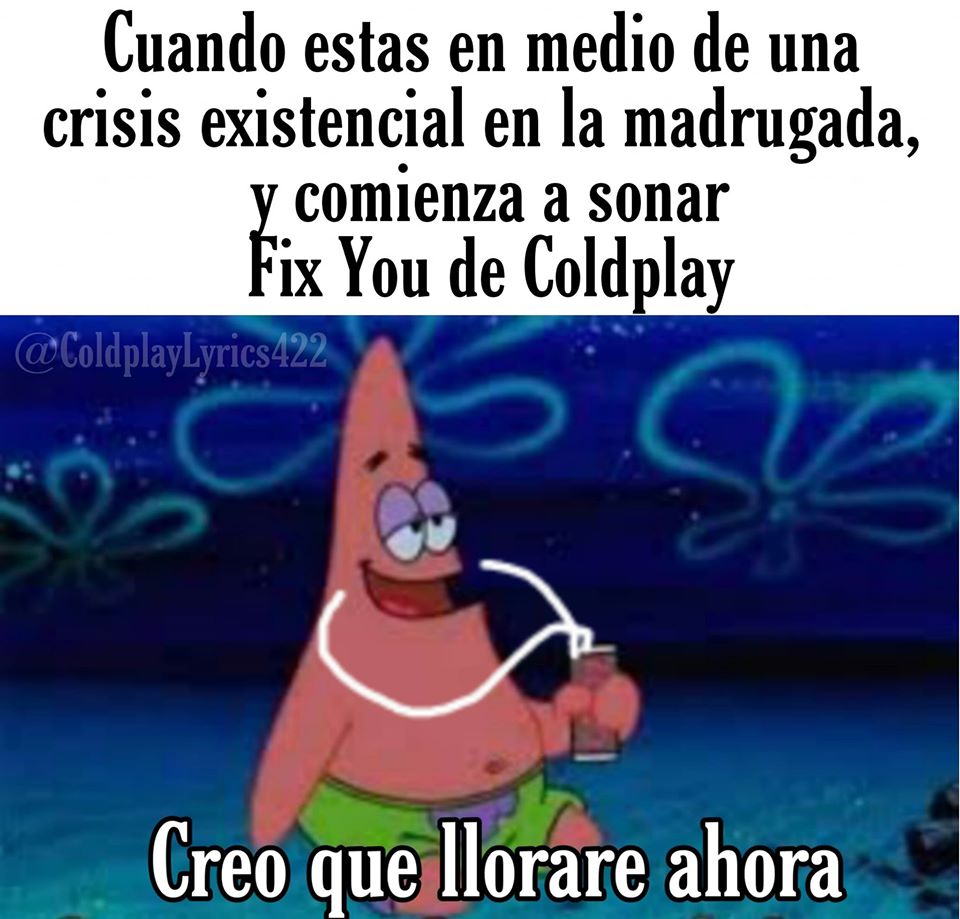 Cuando estas en medio de una
crisis existencial en la madrugada,
y comienza a sonar
Fix You de Coldplay
@ColdplayLyrics422
Creo que llorare ahora